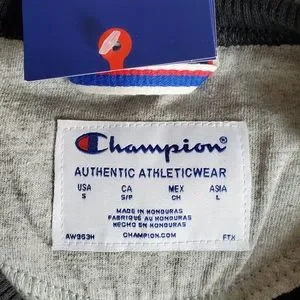 Champion
AUTHENTIC ATHLETICWEAR
USA CA MEX ASIA
S S/P CH L
MADE IN HONDURAS
FABRIQUÉ AU HONDURAS
HECHO EN HONDURAS
CHAMPION.COM
AW963H FTX